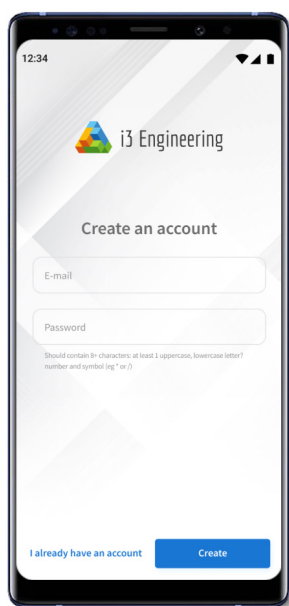 12:34
i3 Engineering
Create an account
E-mail
Password
Should contain 8+ characters: at least 1 uppercase, lowercase letter?
number and symbol (eg * or /)
I already have an account
Create